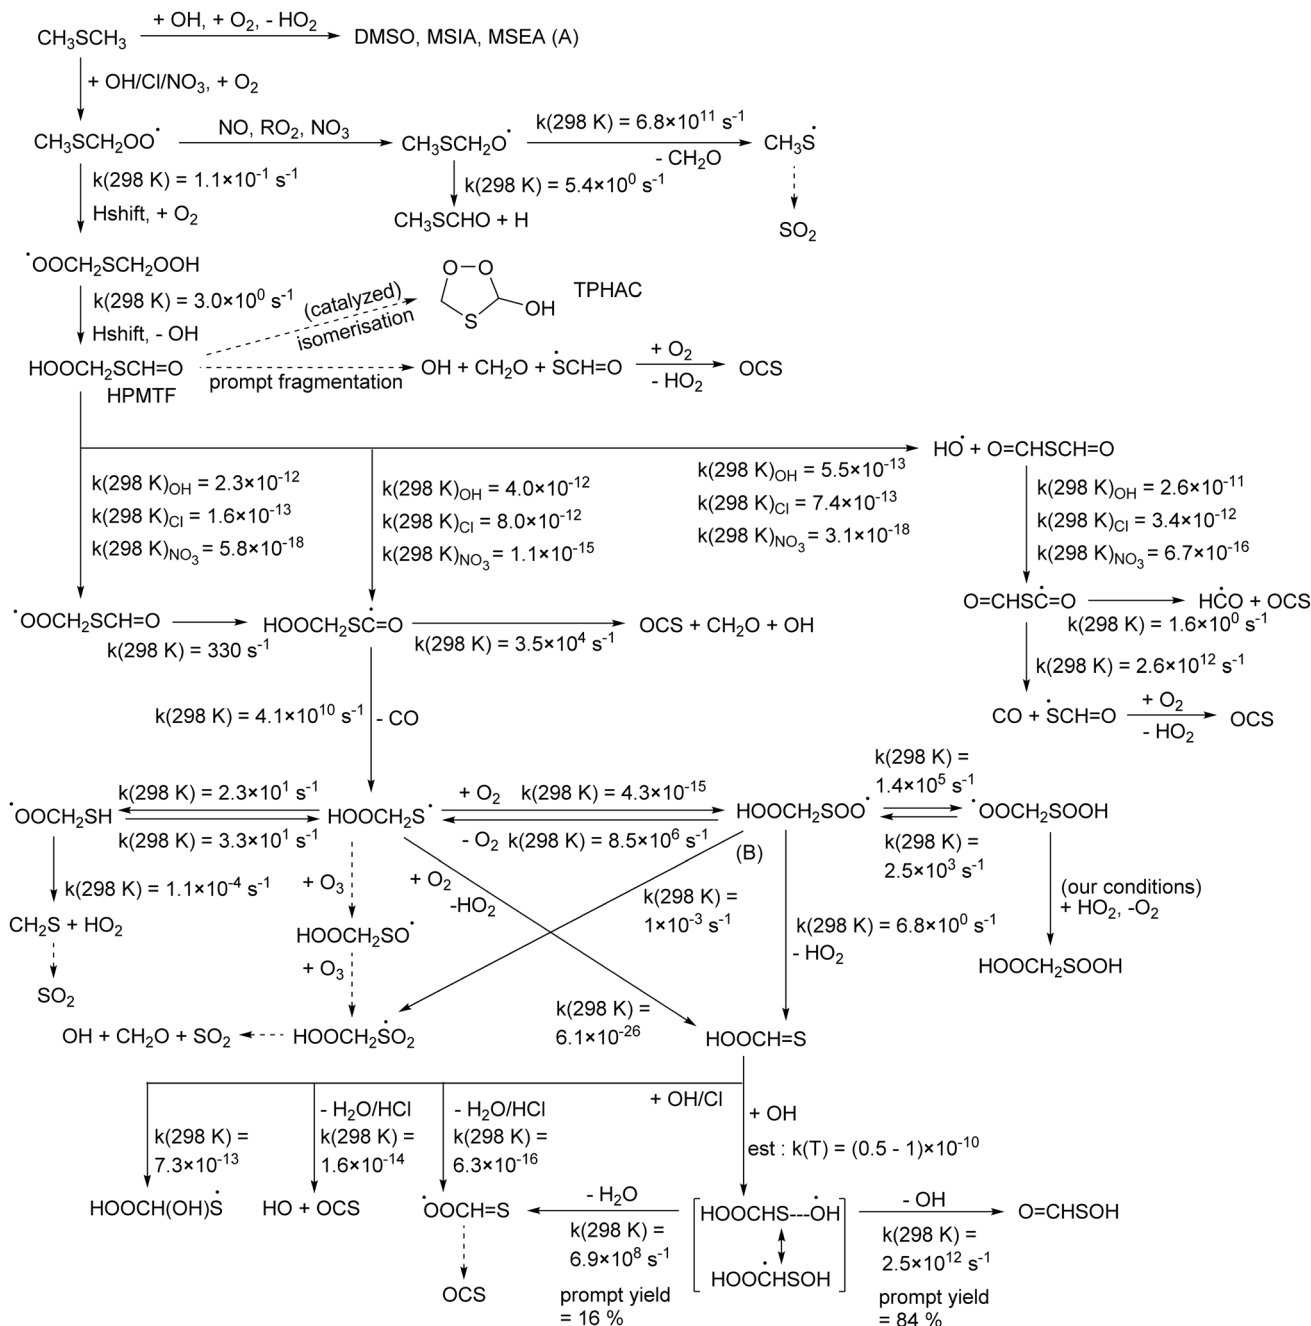 + OH, + O2, - HO2
CH3SCH3
DMSO, MSIA, MSEA (A)
+ OH/Cl/NO3, + O2
CH3SCH2OO•
NO, RO2, NO3
CH3SCH2O•
k(298 K) = 6.8×10^11 s^-1
- CH2O
CH3S•
k(298 K) = 1.1×10^-1 s^-1
Hshift, + O2
k(298 K) = 5.4×10^0 s^-1
CH3SCHO + H
SO2
•OOCH2SCH2OOH
k(298 K) = 3.0×10^0 s^-1
Hshift, - OH
(catalyzed)
isomerisation
O–O
OH
S
TPHAC
HOOCH2SCH=O
HPMTF
prompt fragmentation
OH + CH2O + •SCH=O
+ O2
- HO2
OCS
HO• + O=CHSCH=O
k(298 K)OH = 2.3×10^-12
k(298 K)Cl = 1.6×10^-13
k(298 K)NO3 = 5.8×10^-18
k(298 K)OH = 4.0×10^-12
k(298 K)Cl = 8.0×10^-12
k(298 K)NO3 = 1.1×10^-15
k(298 K)OH = 5.5×10^-13
k(298 K)Cl = 7.4×10^-13
k(298 K)NO3 = 3.1×10^-18
k(298 K)OH = 2.6×10^-11
k(298 K)Cl = 3.4×10^-12
k(298 K)NO3 = 6.7×10^-16
•OOCH2SCH=O
k(298 K) = 330 s^-1
HOOCH2SC•=O
k(298 K) = 3.5×10^4 s^-1
OCS + CH2O + OH
O=CHSC•=O
k(298 K) = 1.6×10^0 s^-1
HC•O + OCS
k(298 K) = 2.6×10^12 s^-1
k(298 K) = 4.1×10^10 s^-1
- CO
CO + •SCH=O
+ O2
- HO2
OCS
•OOCH2SH
k(298 K) = 2.3×10^1 s^-1
k(298 K) = 3.3×10^1 s^-1
HOOCH2S•
+ O2 k(298 K) = 4.3×10^-15
- O2 k(298 K) = 8.5×10^6 s^-1
HOOCH2SOO•
(B)
k(298 K) =
1.4×10^5 s^-1
k(298 K) =
2.5×10^3 s^-1
•OOCH2SOOH
k(298 K) = 1.1×10^-4 s^-1
CH2S + HO2
SO2
+ O3
HOOCH2SO•
+ O3
+ O2
-HO2
k(298 K) =
1×10^-3 s^-1
k(298 K) = 6.8×10^0 s^-1
- HO2
(our conditions)
+ HO2, -O2
HOOCH2SOOH
OH + CH2O + SO2
HOOCH2S•O2
k(298 K) =
6.1×10^-26
HOOCH=S
+ OH/Cl
+ OH
est : k(T) = (0.5 - 1)×10^-10
k(298 K) =
7.3×10^-13
- H2O/HCl
k(298 K) =
1.6×10^-14
- H2O/HCl
k(298 K) =
6.3×10^-16
HOOCH(OH)S•
HO + OCS
•OOCH=S
- H2O
k(298 K) =
6.9×10^8 s^-1
prompt yield
= 16 %
HOOCHS---•OH
HOOC•HSOH
- OH
k(298 K) =
2.5×10^12 s^-1
prompt yield
= 84 %
O=CHSOH
OCS